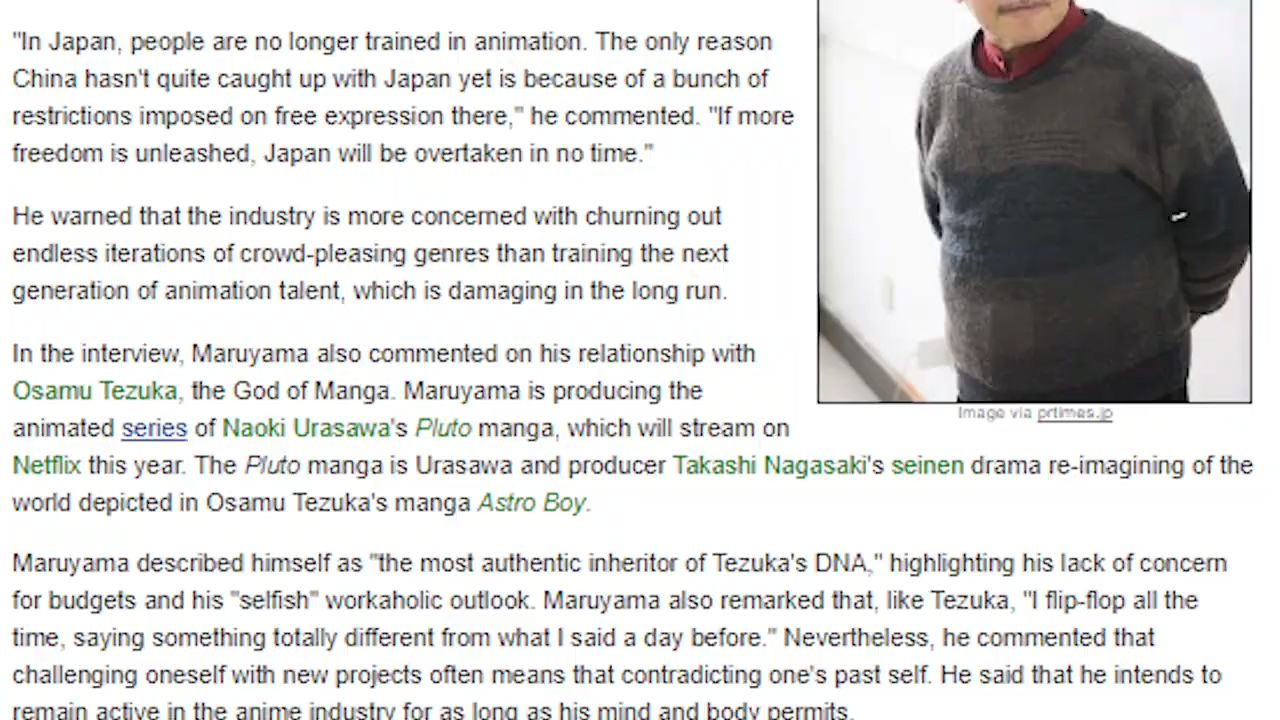 "In Japan, people are no longer trained in animation. The only reason
China hasn't quite caught up with Japan yet is because of a bunch of
restrictions imposed on free expression there," he commented. "If more
freedom is unleashed, Japan will be overtaken in no time."
He warned that the industry is more concerned with churning out
endless iterations of crowd-pleasing genres than training the next
generation of animation talent, which is damaging in the long run.
In the interview, Maruyama also commented on his relationship with
Osamu Tezuka, the God of Manga. Maruyama is producing the
animated series of Naoki Urasawa's Pluto manga, which will stream on
Image via prtimes.jp
Netflix this year. The Pluto manga is Urasawa and producer Takashi Nagasaki's seinen drama re-imagining of the
world depicted in Osamu Tezuka's manga Astro Boy.
Maruyama described himself as "the most authentic inheritor of Tezuka's DNA," highlighting his lack of concern
for budgets and his "selfish" workaholic outlook. Maruyama also remarked that, like Tezuka, "I flip-flop all the
time, saying something totally different from what I said a day before." Nevertheless, he commented that
challenging oneself with new projects often means that contradicting one's past self. He said that he intends to
remain active in the anime industry for as long as his mind and body permits.